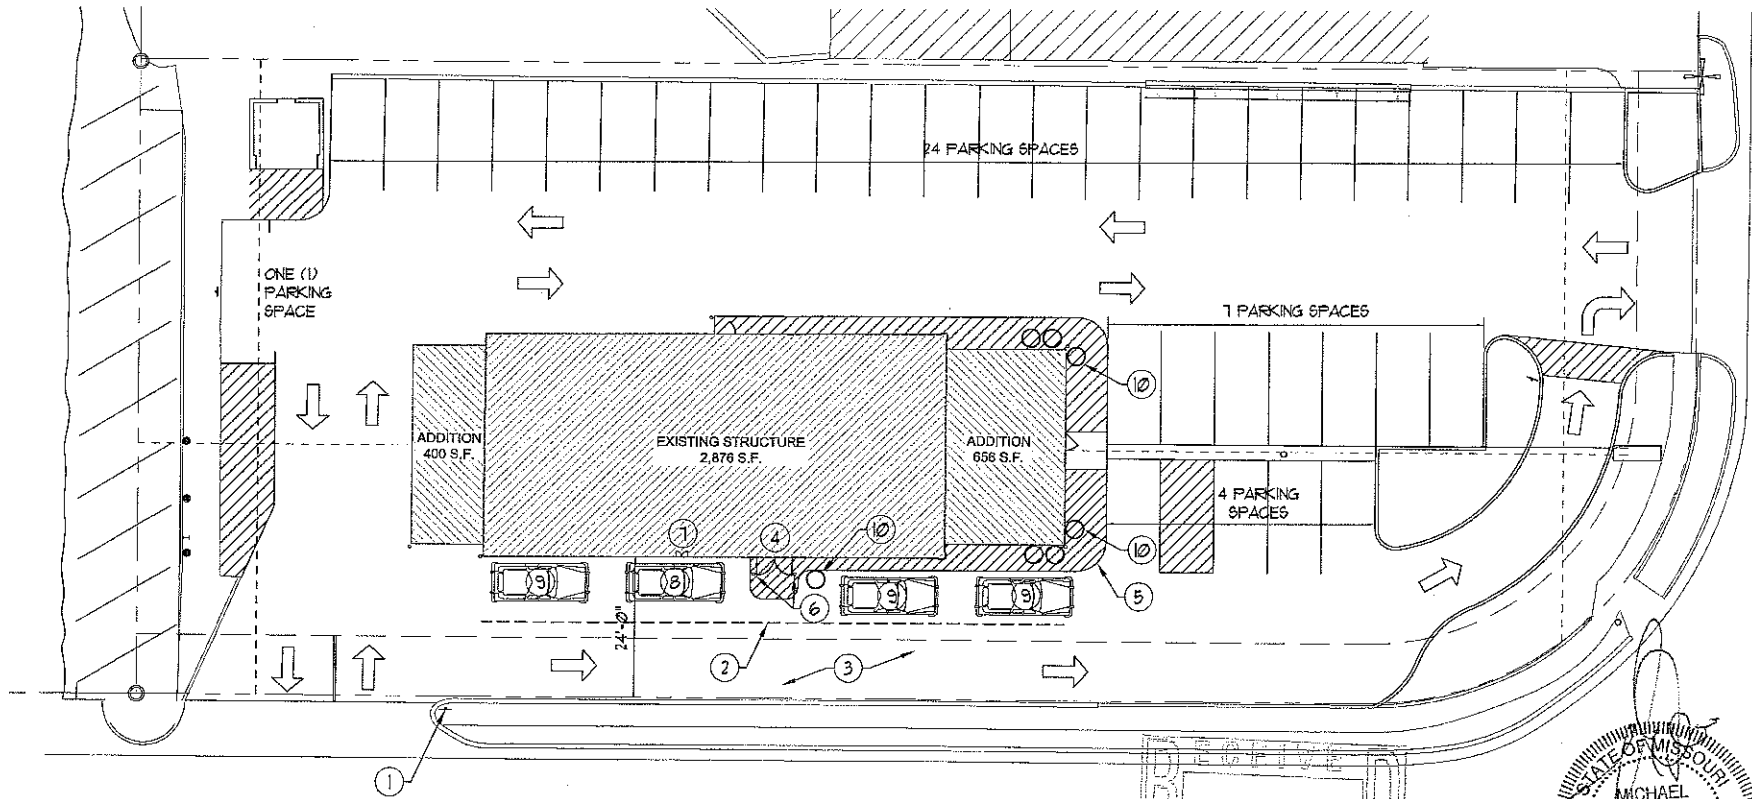 24 PARKING SPACES
ONE (1)
PARKING
SPACE
7 PARKING SPACES
10
ADDITION
400 S.F.
EXISTING STRUCTURE
2,876 S.F.
ADDITION
656 S.F.
4 PARKING
SPACES
7
4
10
10
9
8
9
9
6
5
24'-0"
2
3
1
RECEIVED
STATE OF MISSOURI
MICHAEL